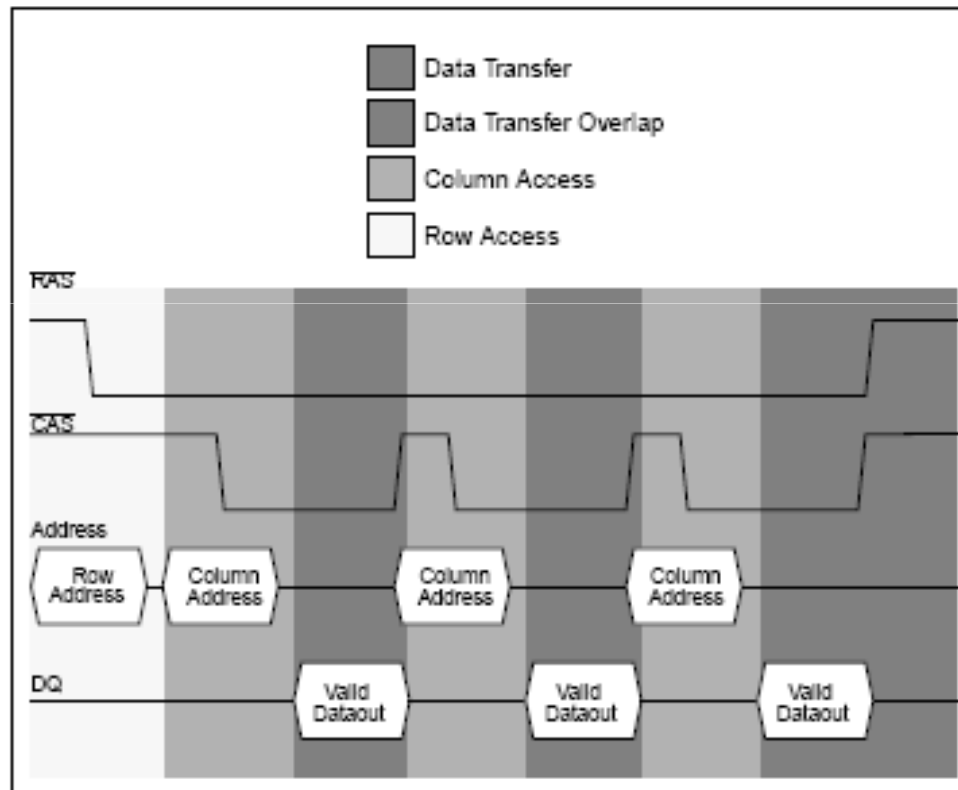 Data Transfer
Data Transfer Overlap
Column Access
Row Access
RAS
CAS
Address
Row
Address
Column
Address
Column
Address
Column
Address
DQ
Valid
Dataout
Valid
Dataout
Valid
Dataout